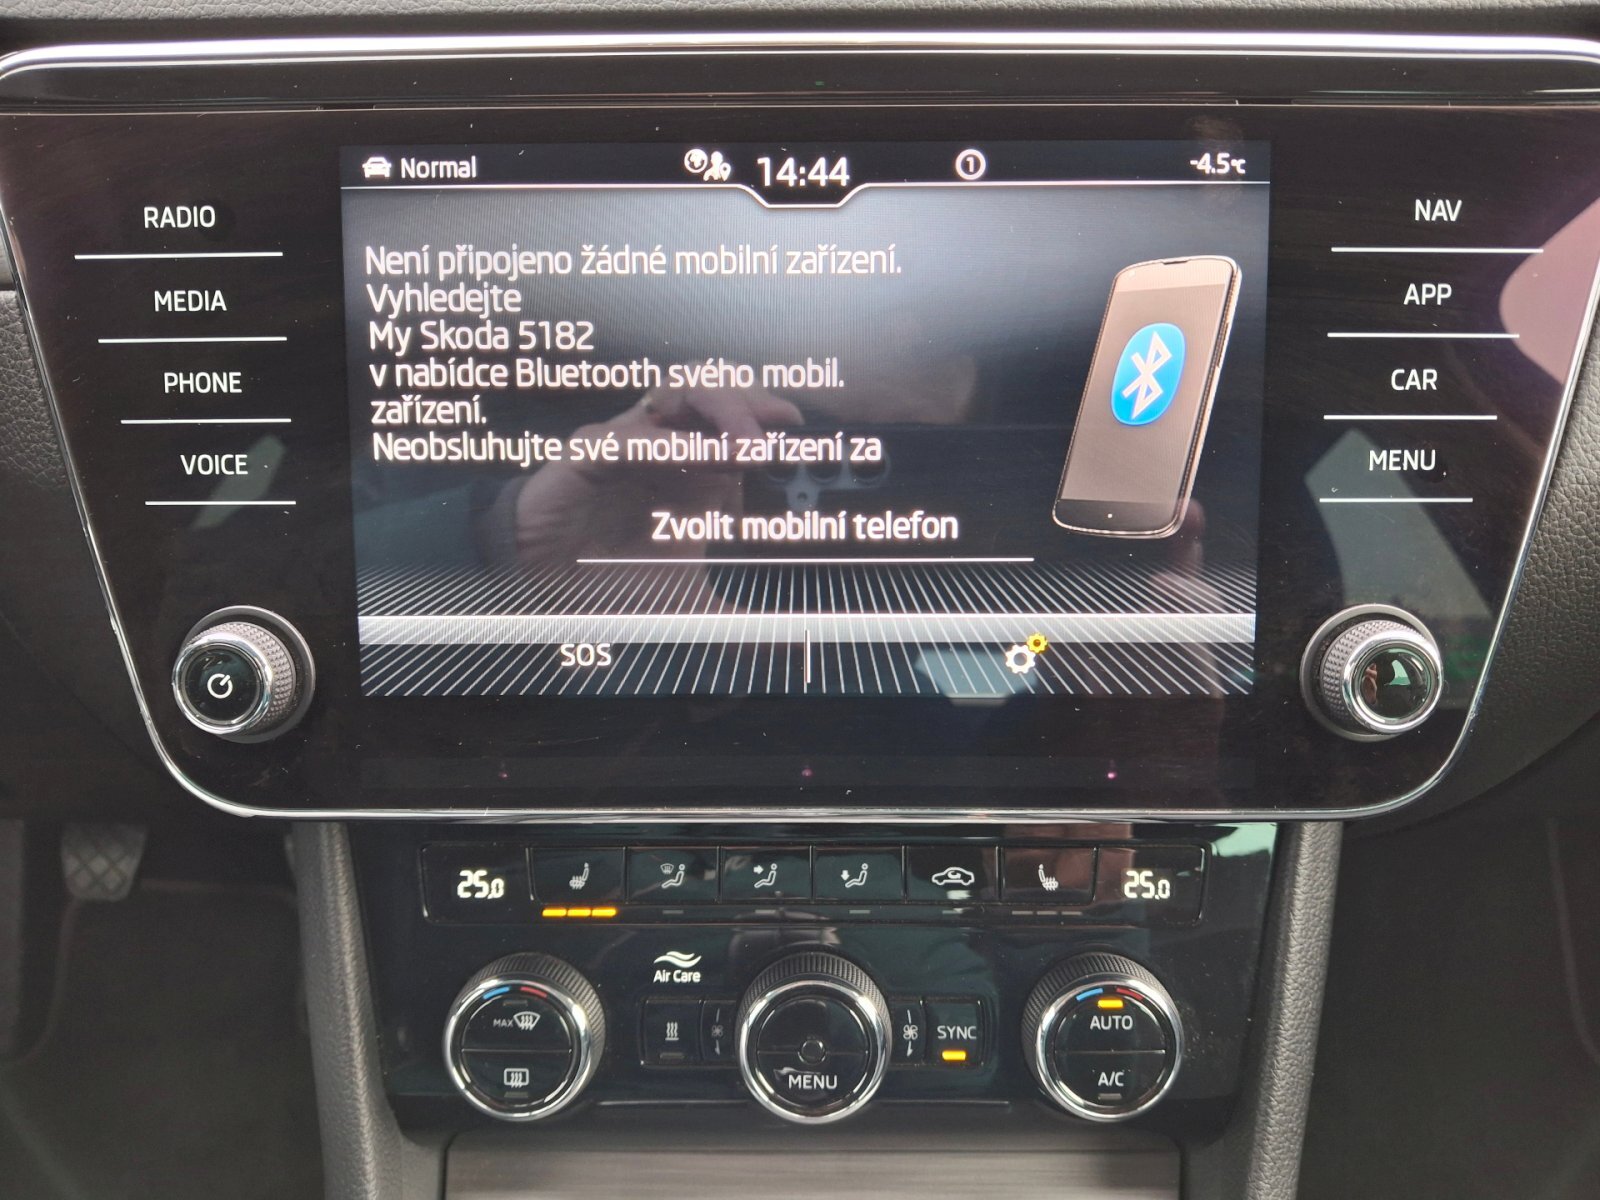 Normal 14:44 1 -4.5°C
RADIO
MEDIA
PHONE
VOICE
Není připojeno žádné mobilní zařízení.
Vyhledejte
My Skoda 5182
v nabídce Bluetooth svého mobil.
zařízení.
Neobsluhujte své mobilní zařízení za
Zvolit mobilní telefon
SOS
NAV
APP
CAR
MENU
25.0 25.0
Air Care
MAX
MENU
SYNC
AUTO
A/C